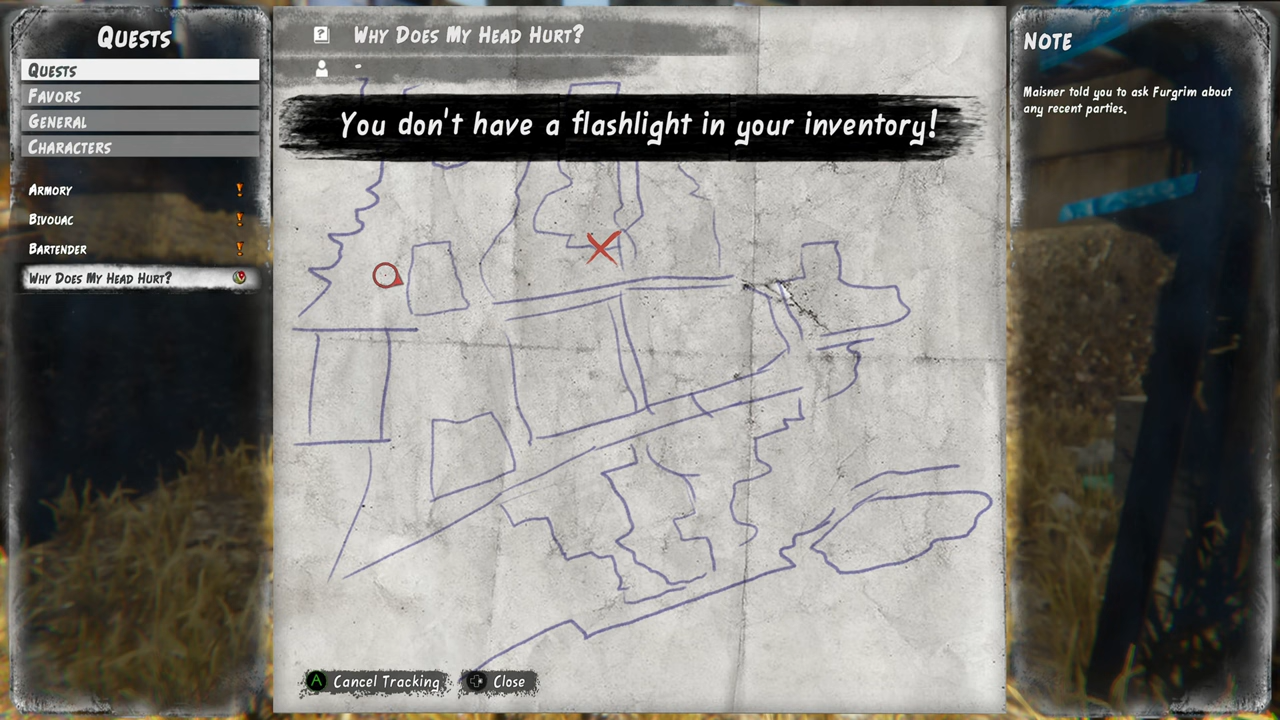 QUESTS
QUESTS
FAVORS
GENERAL
CHARACTERS
ARMORY
BIVOUAC
BARTENDER
WHY DOES MY HEAD HURT?
? WHY DOES MY HEAD HURT?
-
You don't have a flashlight in your inventory!
A Cancel Tracking
Close
NOTE
Maisner told you to ask Furgrim about
any recent parties.